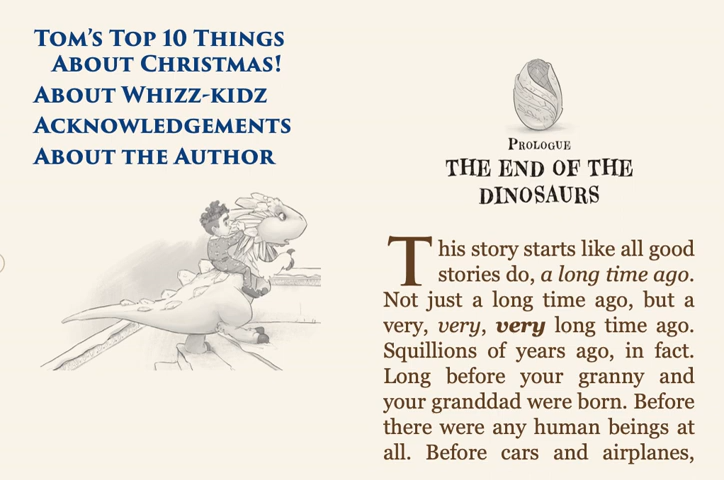 TOM'S TOP 10 THINGS
ABOUT CHRISTMAS!
ABOUT WHIZZ-KIDZ
ACKNOWLEDGEMENTS
ABOUT THE AUTHOR
PROLOGUE
THE END OF THE
DINOSAURS
This story starts like all good
stories do, a long time ago.
Not just a long time ago, but a
very, very, very long time ago.
Squillions of years ago, in fact.
Long before your granny and
your granddad were born. Before
there were any human beings at
all. Before cars and airplanes,